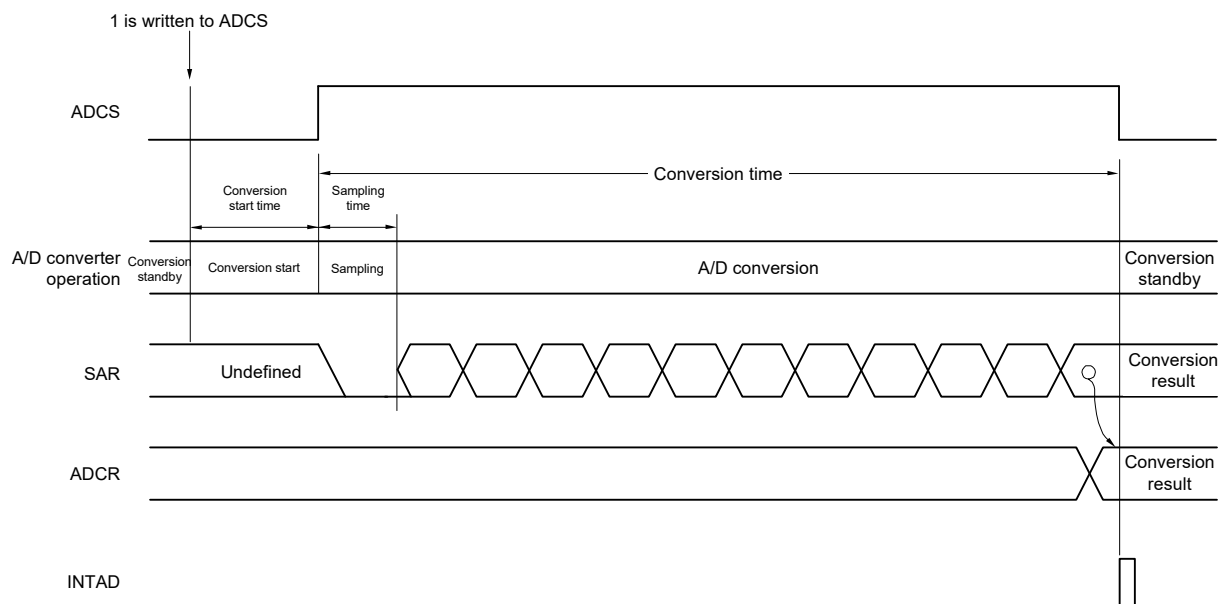 1 is written to ADCS
ADCS
Conversion time
Conversion
start time
Sampling
time
A/D converter
operation
Conversion
standby
Conversion start
Sampling
A/D conversion
Conversion
standby
SAR
Undefined
Conversion
result
ADCR
Conversion
result
INTAD